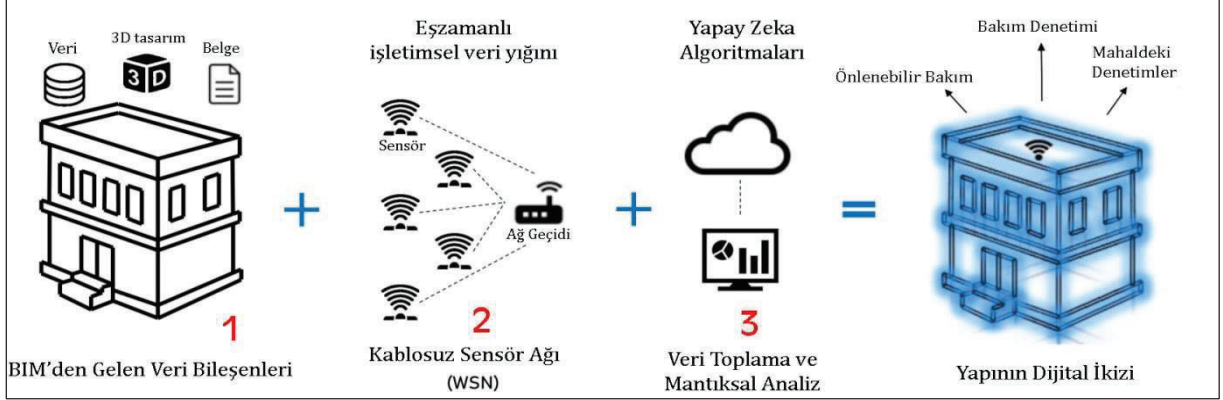 Veri
3D tasarım
Belge
3 D
1
BIM'den Gelen Veri Bileşenleri
+
Eşzamanlı
işletimsel veri yığını
Sensör
Ağ Geçidi
2
Kablosuz Sensör Ağı
(WSN)
+
Yapay Zeka
Algoritmaları
3
Veri Toplama ve
Mantıksal Analiz
=
Bakım Denetimi
Önlenebilir Bakım
Mahaldeki
Denetimler
Yapının Dijital İkizi